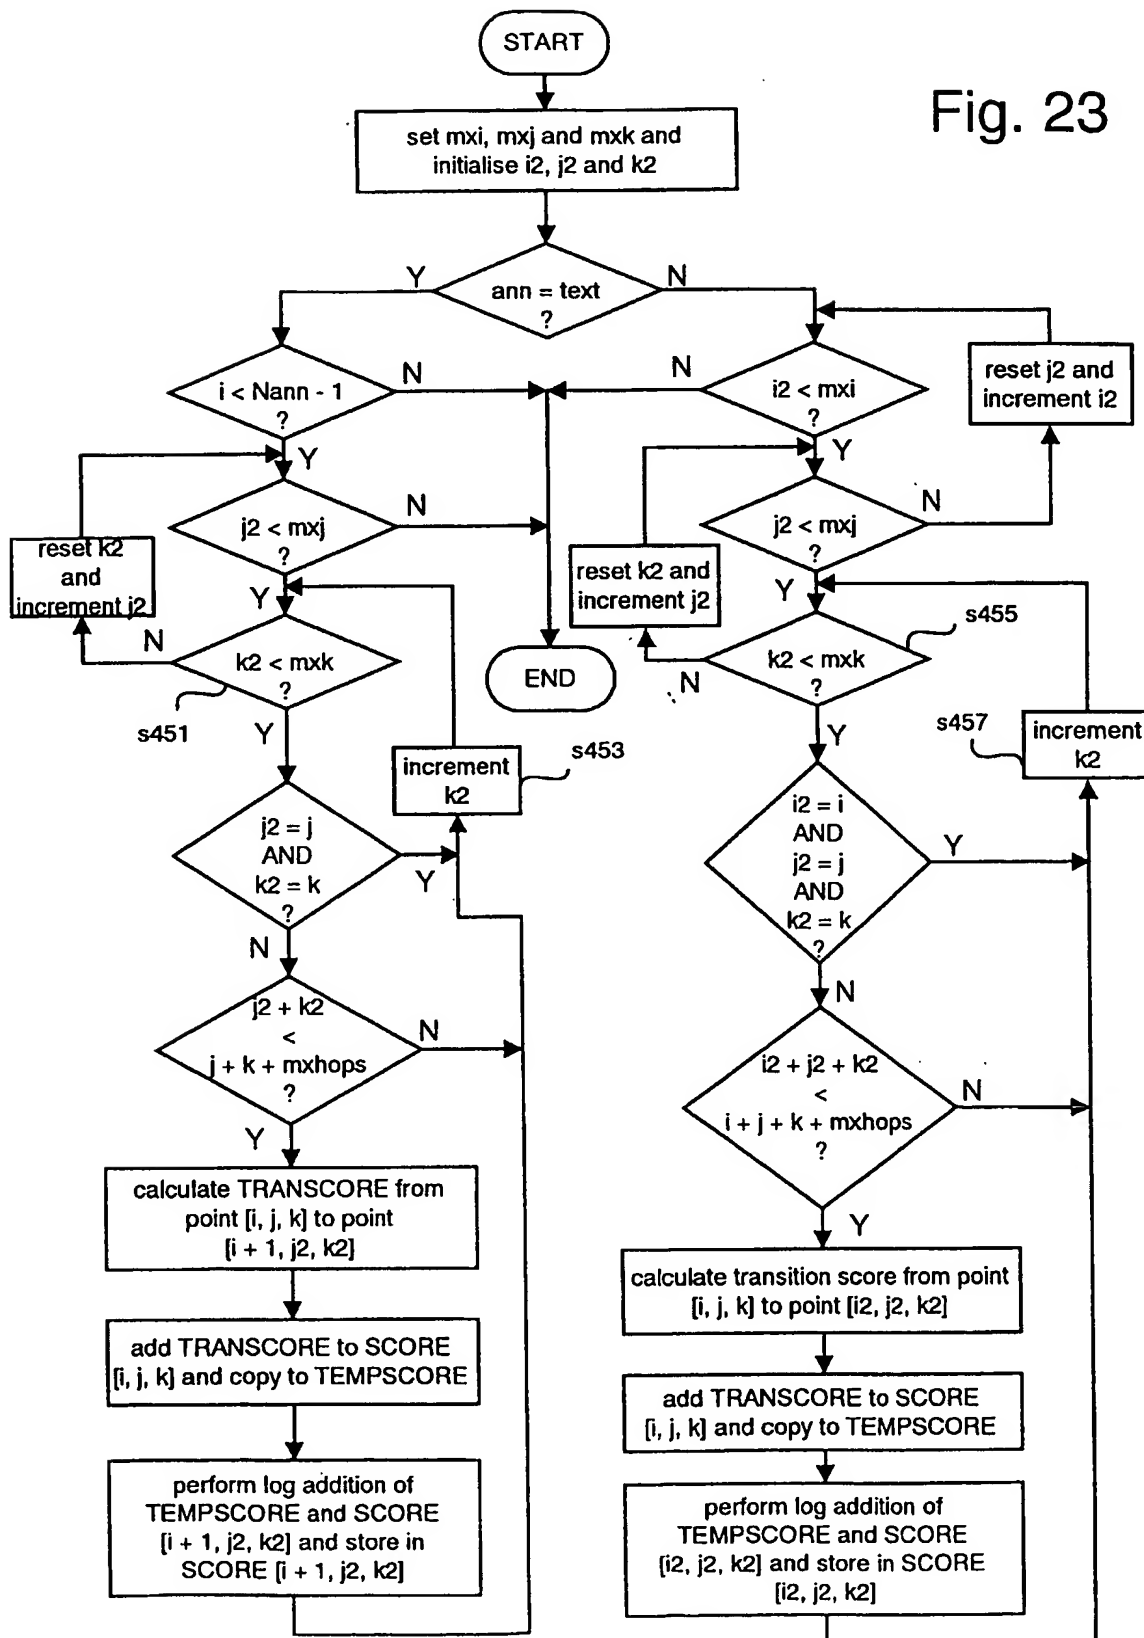 START
Fig. 23
set mxi, mxj and mxk and
initialise i2, j2 and k2
Y
N
ann = text
?
i < Nann - 1
?
N
N
i2 < mxi
?
reset j2 and
increment i2
Y
Y
j2 < mxj
?
N
j2 < mxj
?
N
reset k2
and
increment j2
reset k2 and
increment j2
Y
Y
N
k2 < mxk
?
s451
END
s455
k2 < mxk
?
N
Y
Y
increment
k2
s453
s457
increment
k2
j2 = j
AND
k2 = k
?
Y
i2 = i
AND
j2 = j
AND
k2 = k
?
Y
N
N
j2 + k2
<
j + k + mxhops
?
N
i2 + j2 + k2
<
i + j + k + mxhops
?
N
Y
Y
calculate TRANSCORE from
point [i, j, k] to point
[i + 1, j2, k2]
calculate transition score from point
[i, j, k] to point [i2, j2, k2]
add TRANSCORE to SCORE
[i, j, k] and copy to TEMPSCORE
add TRANSCORE to SCORE
[i, j, k] and copy to TEMPSCORE
perform log addition of
TEMPSCORE and SCORE
[i + 1, j2, k2] and store in
SCORE [i + 1, j2, k2]
perform log addition of
TEMPSCORE and SCORE
[i2, j2, k2] and store in SCORE
[i2, j2, k2]